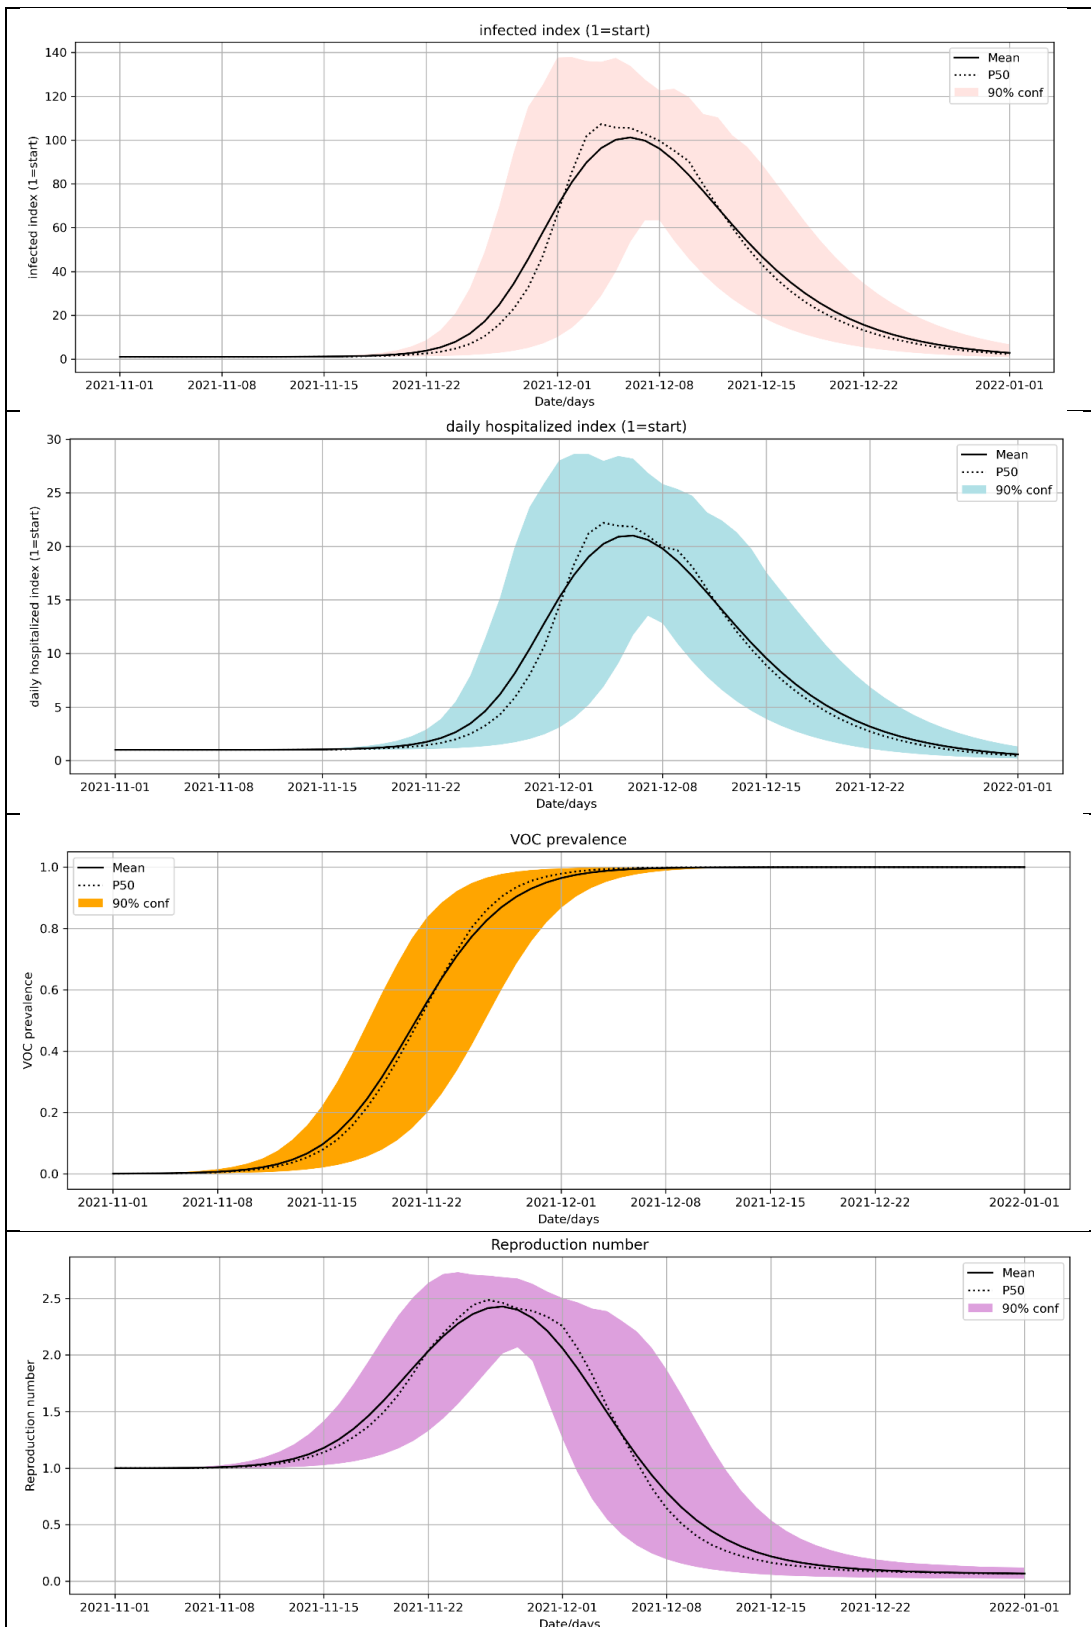 infected index (1=start)
140
120
100
80
60
40
20
0
infected index (1=start)
Mean
P50
90% conf
2021-11-01 2021-11-08 2021-11-15 2021-11-22 2021-12-01 2021-12-08 2021-12-15 2021-12-22 2022-01-01
Date/days
daily hospitalized index (1=start)
30
25
20
15
10
5
0
daily hospitalized index (1=start)
Mean
P50
90% conf
2021-11-01 2021-11-08 2021-11-15 2021-11-22 2021-12-01 2021-12-08 2021-12-15 2021-12-22 2022-01-01
Date/days
VOC prevalence
1.0
0.8
0.6
0.4
0.2
0.0
VOC prevalence
Mean
P50
90% conf
2021-11-01 2021-11-08 2021-11-15 2021-11-22 2021-12-01 2021-12-08 2021-12-15 2021-12-22 2022-01-01
Date/days
Reproduction number
2.5
2.0
1.5
1.0
0.5
0.0
Reproduction number
Mean
P50
90% conf
2021-11-01 2021-11-08 2021-11-15 2021-11-22 2021-12-01 2021-12-08 2021-12-15 2021-12-22 2022-01-01
Date/days